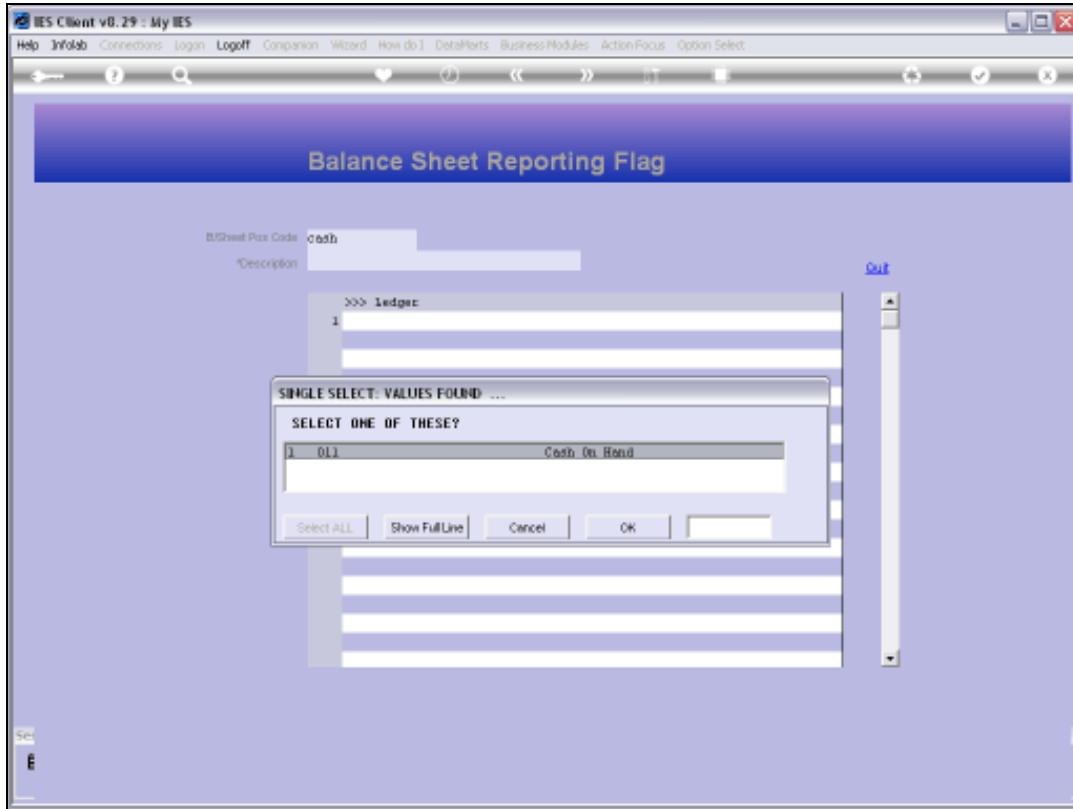 IES Client v8.29 : My IES
Help Infolab Connections Logon Logoff Companion Wizard How do I DataMarts Business Modules Action Focus Option Select
Balance Sheet Reporting Flag
B/Sheet Pos Code cash
*Description
Quit
>>> ledger
1
SINGLE SELECT: VALUES FOUND ...
SELECT ONE OF THESE?
1 011 Cash On Hand
Select ALL Show Full Line Cancel OK
Ses